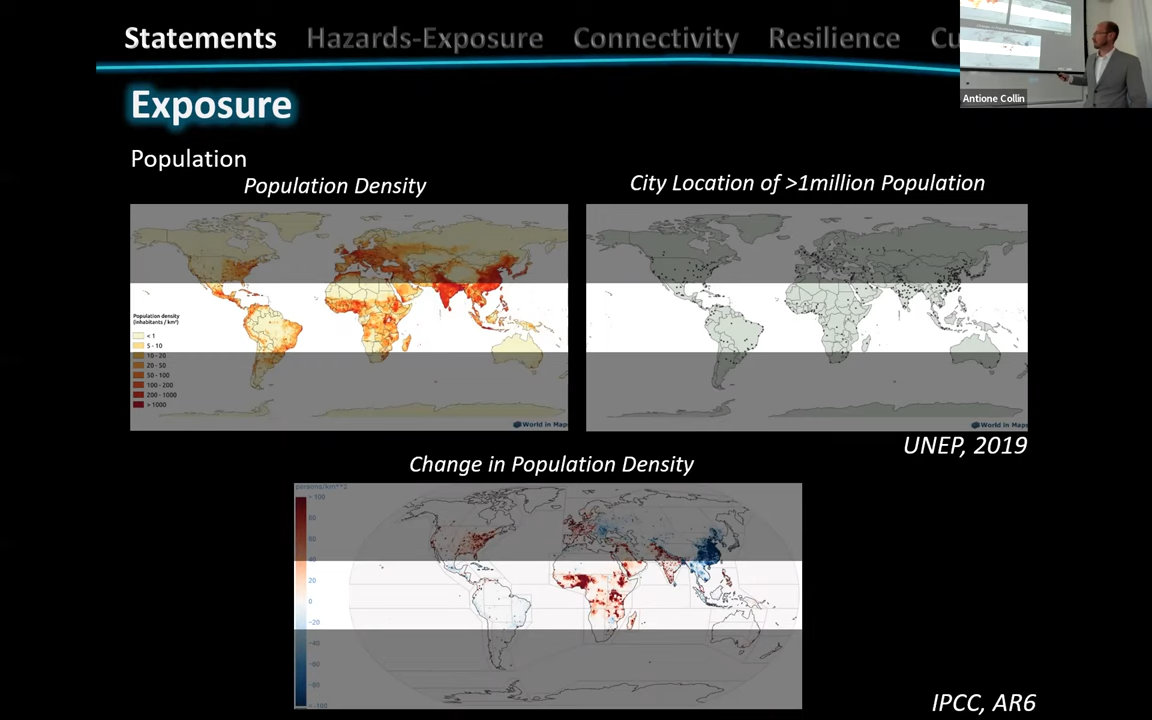 Statements Hazards-Exposure Connectivity Resilience Cu
Antione Collin
Exposure
Population
Population Density
City Location of >1million Population
Population density
(inhabitants / km²)
< 1
5 - 10
10 - 20
20 - 50
50 - 100
100 - 200
200 - 1000
> 1000
World in Maps
World in Maps
UNEP, 2019
Change in Population Density
persons/km**2
> 100
80
60
40
20
0
-20
-40
-60
-80
< -100
IPCC, AR6